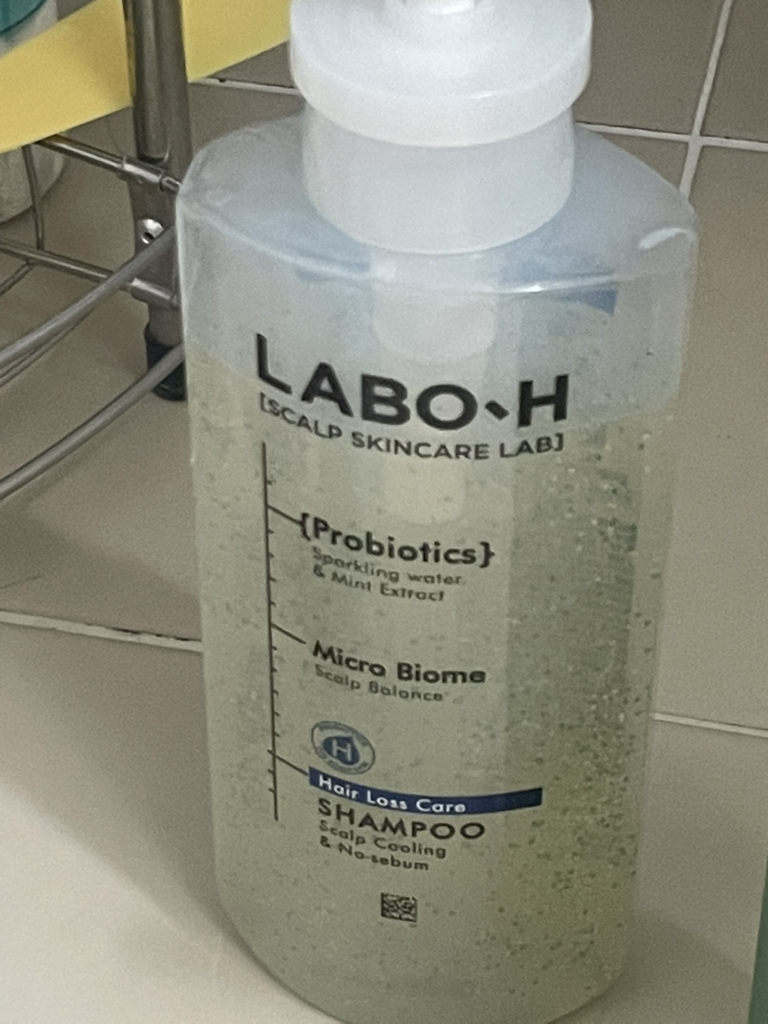 LABO-H
[SCALP SKINCARE LAB]
{Probiotics}
Sparkling water
& Mint Extract
Micro Biome
Scalp Balance
H
Hair Loss Care
SHAMPOO
Scalp Cooling
& No-sebum